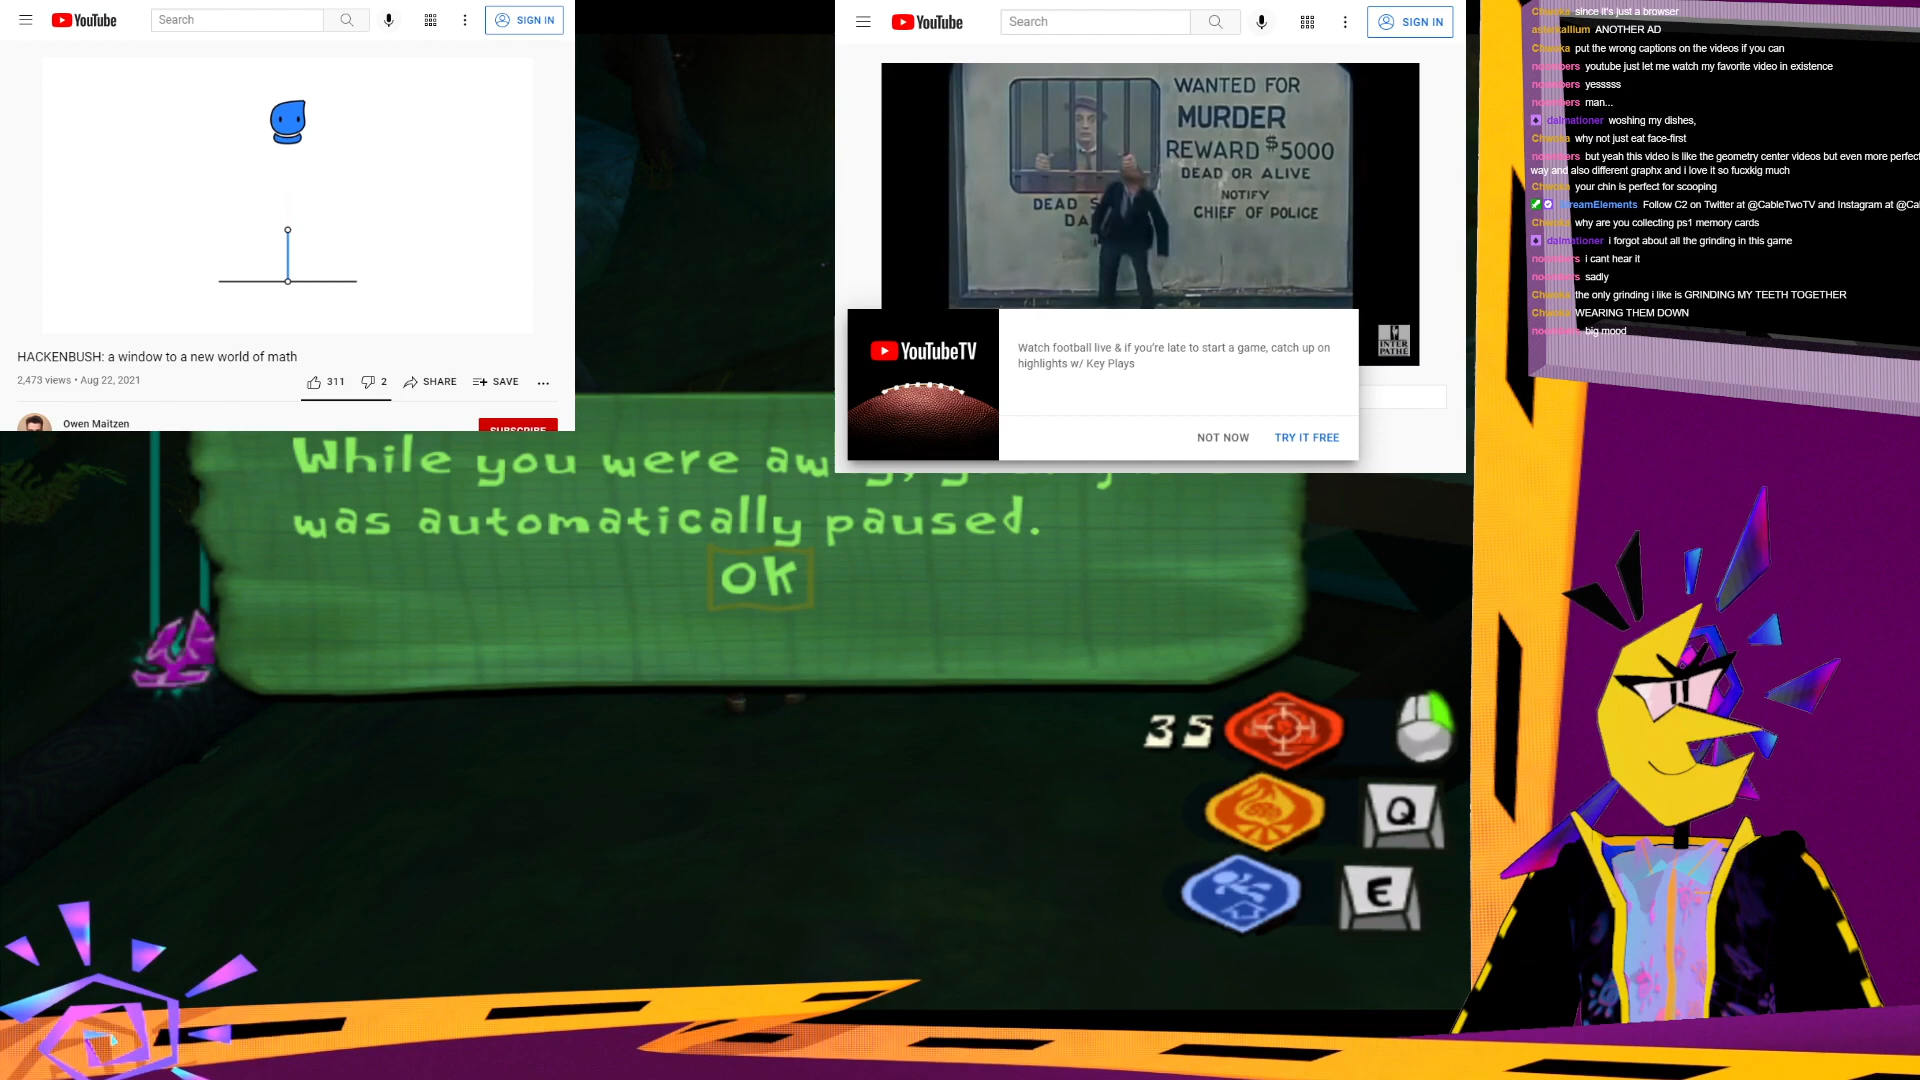 YouTube
Search
SIGN IN
HACKENBUSH: a window to a new world of math
2,473 views • Aug 22, 2021
311
2
SHARE
SAVE
Owen Maitzen
SUBSCRIBE
YouTube
Search
SIGN IN
WANTED FOR
MURDER
REWARD $5000
DEAD OR ALIVE
NOTIFY
CHIEF OF POLICE
DEAD
INTER
PATHÉ
YouTubeTV
Watch football live & if you're late to start a game, catch up on
highlights w/ Key Plays
NOT NOW
TRY IT FREE
While you were
was automatically paused.
OK
35
Q
E
since it's just a browser
ANOTHER AD
put the wrong captions on the videos if you can
youtube just let me watch my favorite video in existence
yesssss
man...
dalmationer woshing my dishes,
why not just eat face-first
but yeah this video is like the geometry center videos but even more perfect
way and also different graphx and i love it so fucxkig much
your chin is perfect for scooping
StreamElements Follow C2 on Twitter at @CableTwoTV and Instagram at
why are you collecting ps1 memory cards
dalmationer i forgot about all the grinding in this game
i cant hear it
sadly
the only grinding i like is GRINDING MY TEETH TOGETHER
WEARING THEM DOWN
big mood